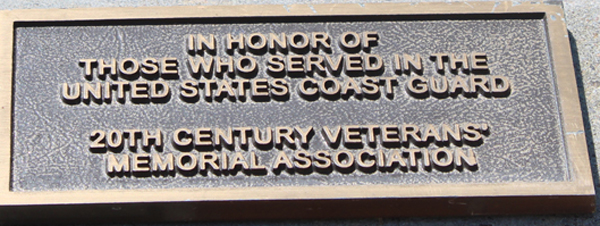 IN HONOR OF
THOSE WHO SERVED IN THE
UNITED STATES COAST GUARD
20TH CENTURY VETERANS'
MEMORIAL ASSOCIATION